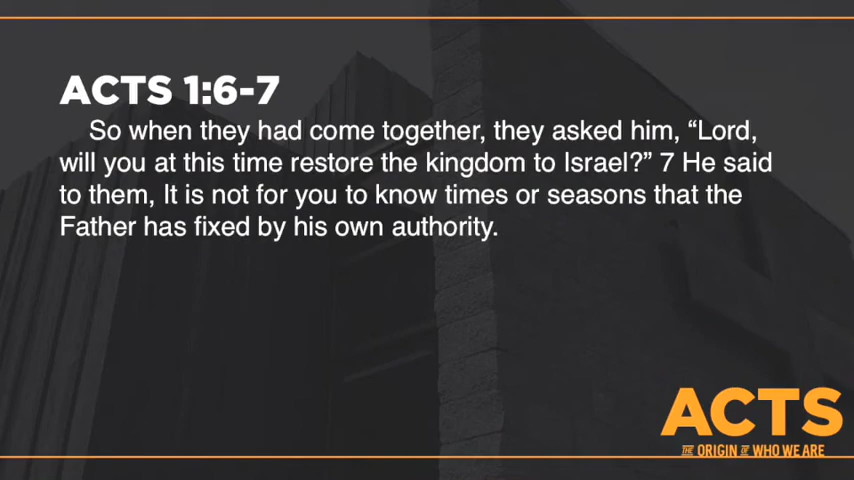 ACTS 1:6-7
So when they had come together, they asked him, “Lord,
will you at this time restore the kingdom to Israel?” 7 He said
to them, It is not for you to know times or seasons that the
Father has fixed by his own authority.
ACTS
THE ORIGIN OF WHO WE ARE